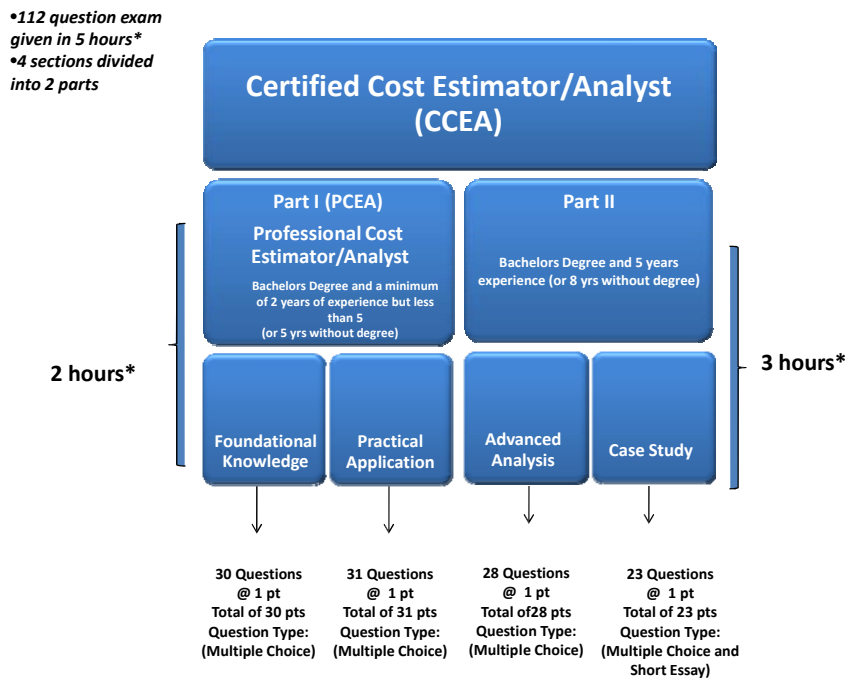 •112 question exam
given in 5 hours*
•4 sections divided
into 2 parts
Certified Cost Estimator/Analyst
(CCEA)
Part I (PCEA)
Professional Cost
Estimator/Analyst
Bachelors Degree and a minimum
of 2 years of experience but less
than 5
(or 5 yrs without degree)
Part II
Bachelors Degree and 5 years
experience (or 8 yrs without degree)
2 hours*
3 hours*
Foundational
Knowledge
Practical
Application
Advanced
Analysis
Case Study
30 Questions
@ 1 pt
Total of 30 pts
Question Type:
(Multiple Choice)
31 Questions
@ 1 pt
Total of 31 pts
Question Type:
(Multiple Choice)
28 Questions
@ 1 pt
Total of28 pts
Question Type:
(Multiple Choice)
23 Questions
@ 1 pt
Total of 23 pts
Question Type:
(Multiple Choice and
Short Essay)